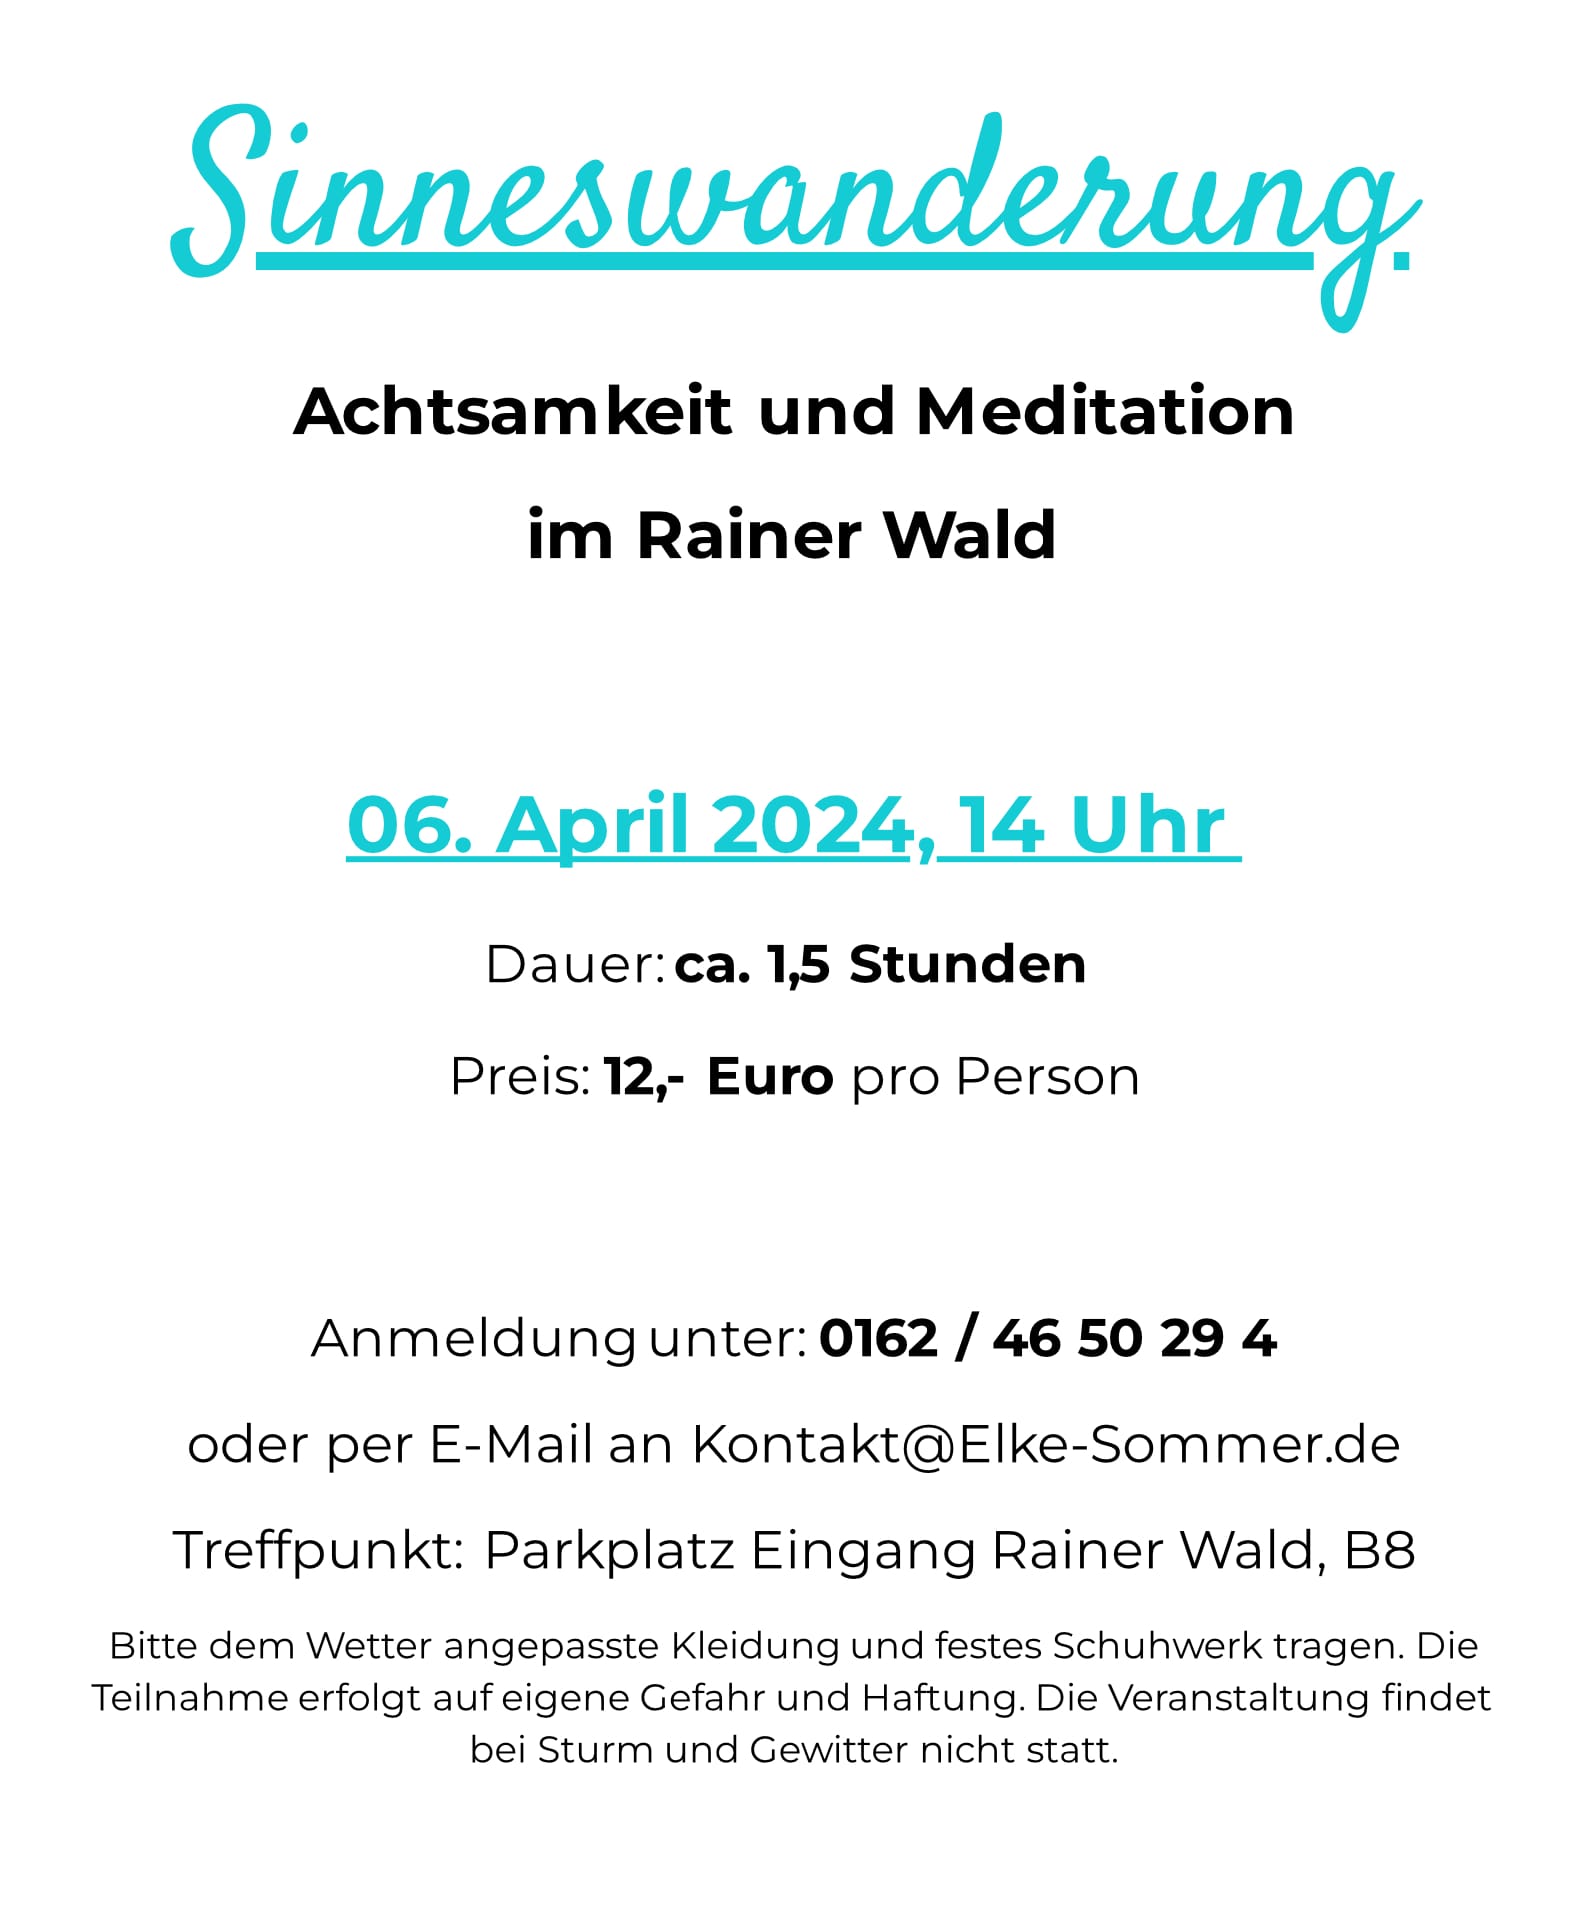 Sinneswanderung
Achtsamkeit und Meditation
im Rainer Wald
06. April 2024, 14 Uhr
Dauer: ca. 1,5 Stunden
Preis: 12,- Euro pro Person
Anmeldung unter: 0162 / 46 50 29 4
oder per E-Mail an Kontakt@Elke-Sommer.de
Treffpunkt: Parkplatz Eingang Rainer Wald, B8
Bitte dem Wetter angepasste Kleidung und festes Schuhwerk tragen. Die
Teilnahme erfolgt auf eigene Gefahr und Haftung. Die Veranstaltung findet
bei Sturm und Gewitter nicht statt.